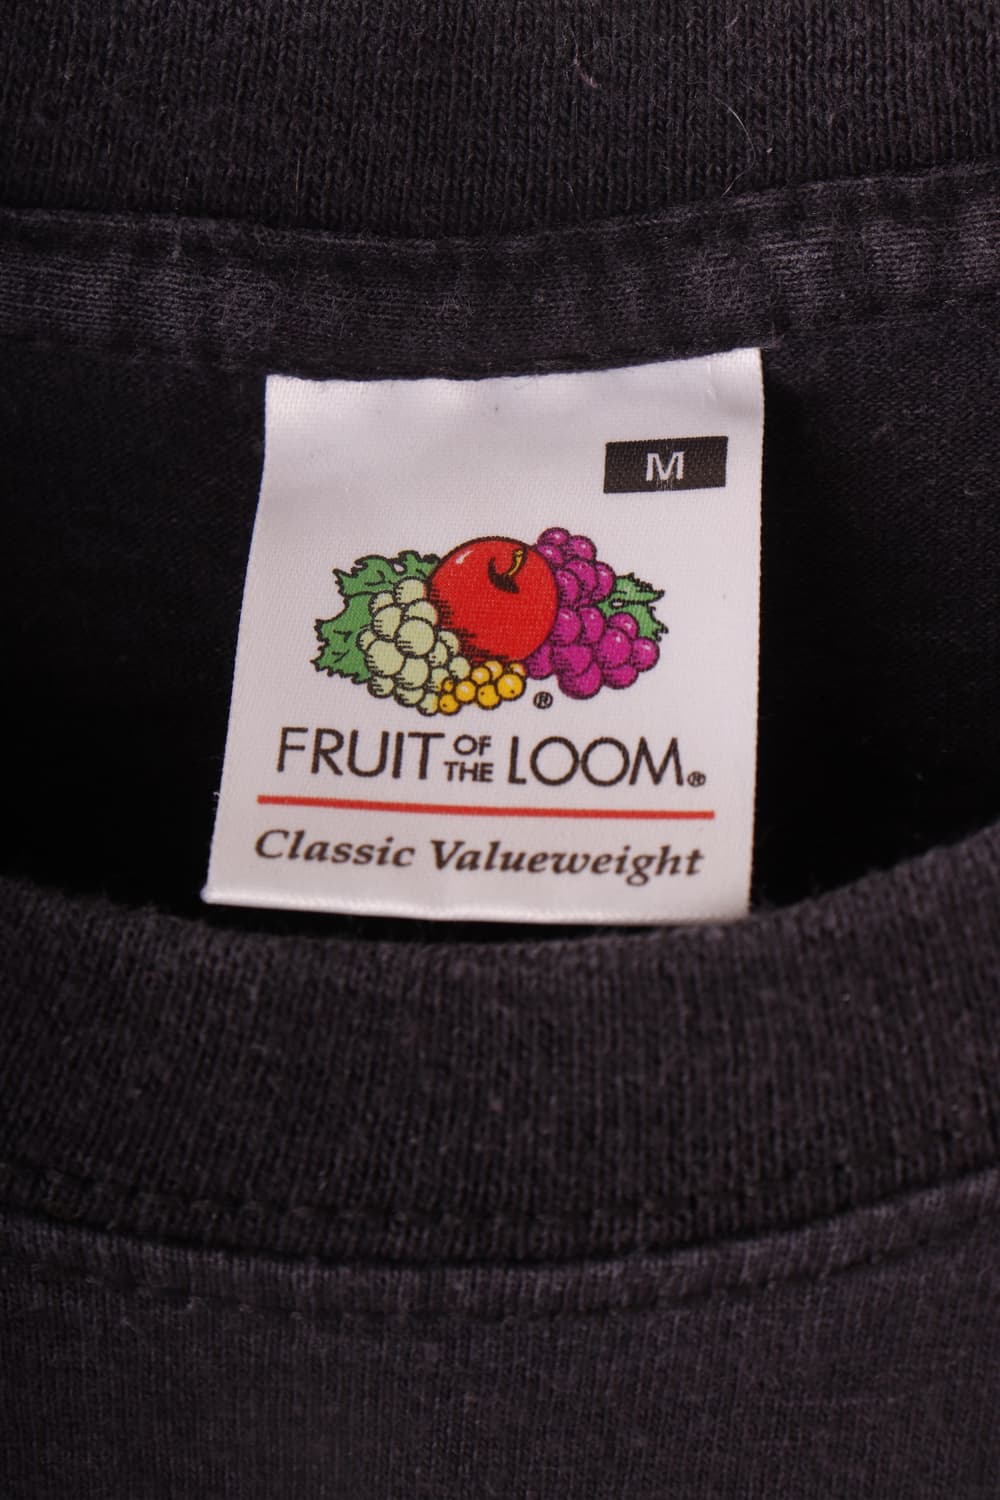 M
®
FRUIT OF THE LOOM®
Classic Valueweight